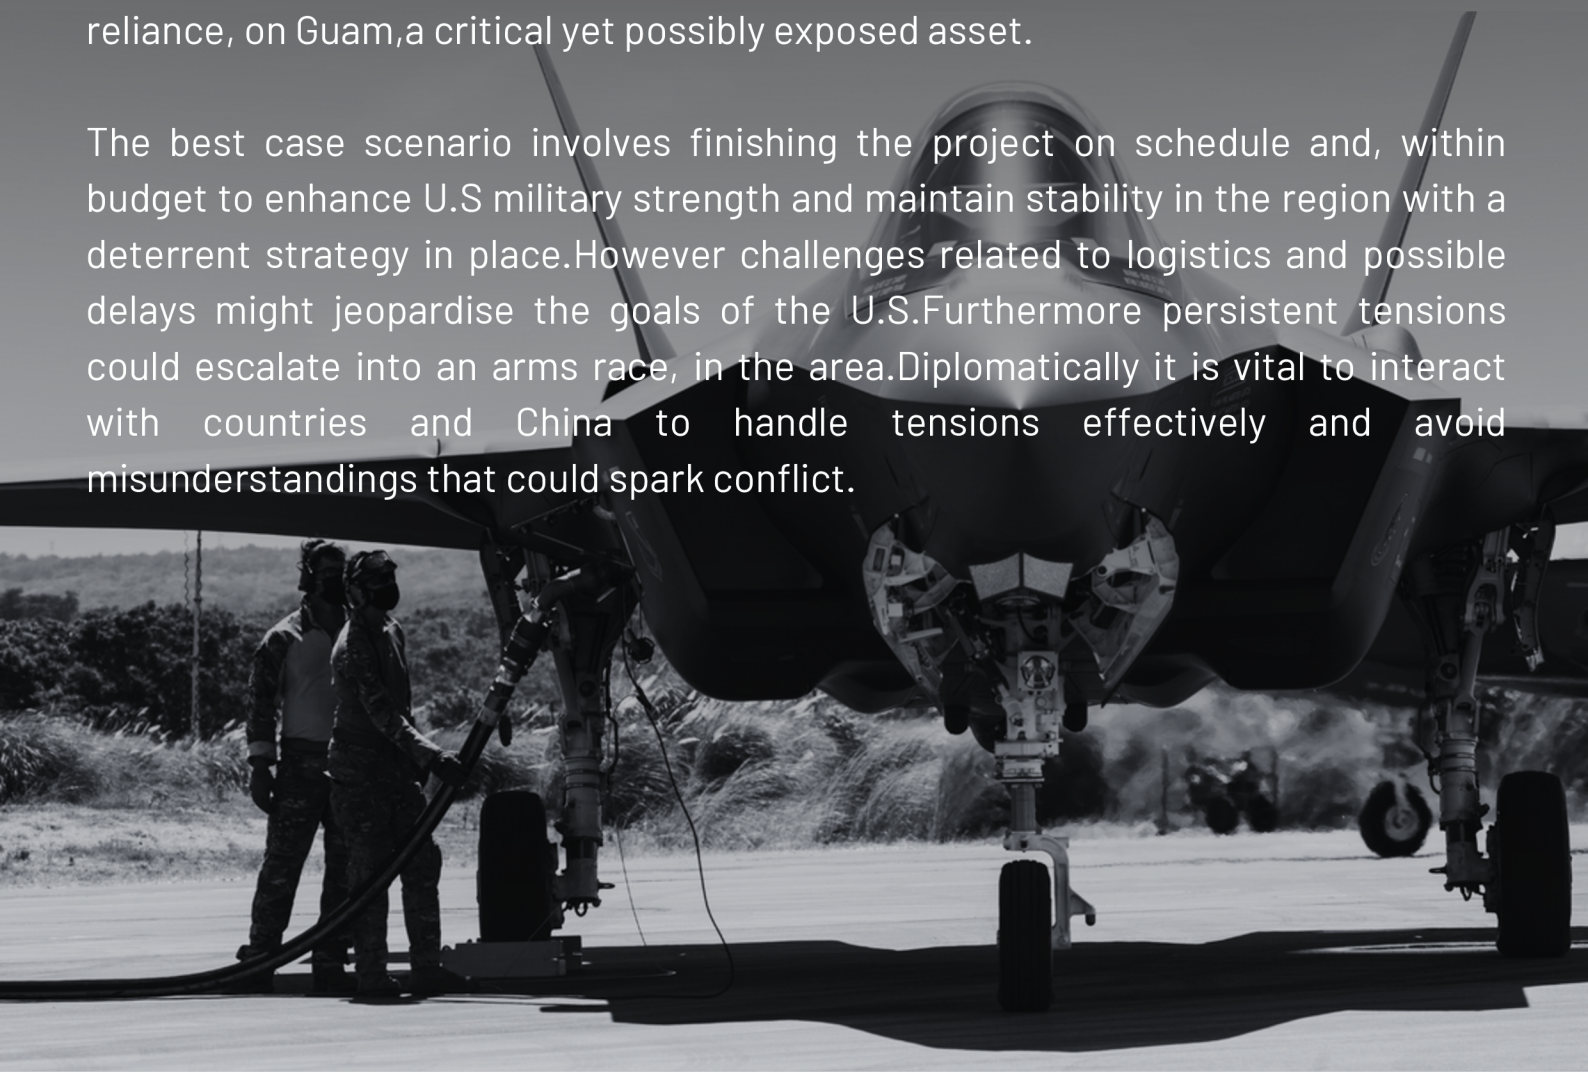 reliance, on Guam,a critical yet possibly exposed asset.
The best case scenario involves finishing the project on schedule and, within
budget to enhance U.S military strength and maintain stability in the region with a
deterrent strategy in place.However challenges related to logistics and possible
delays might jeopardise the goals of the U.S.Furthermore persistent tensions
could escalate into an arms race, in the area.Diplomatically it is vital to interact
with countries and China to handle tensions effectively and avoid
misunderstandings that could spark conflict.